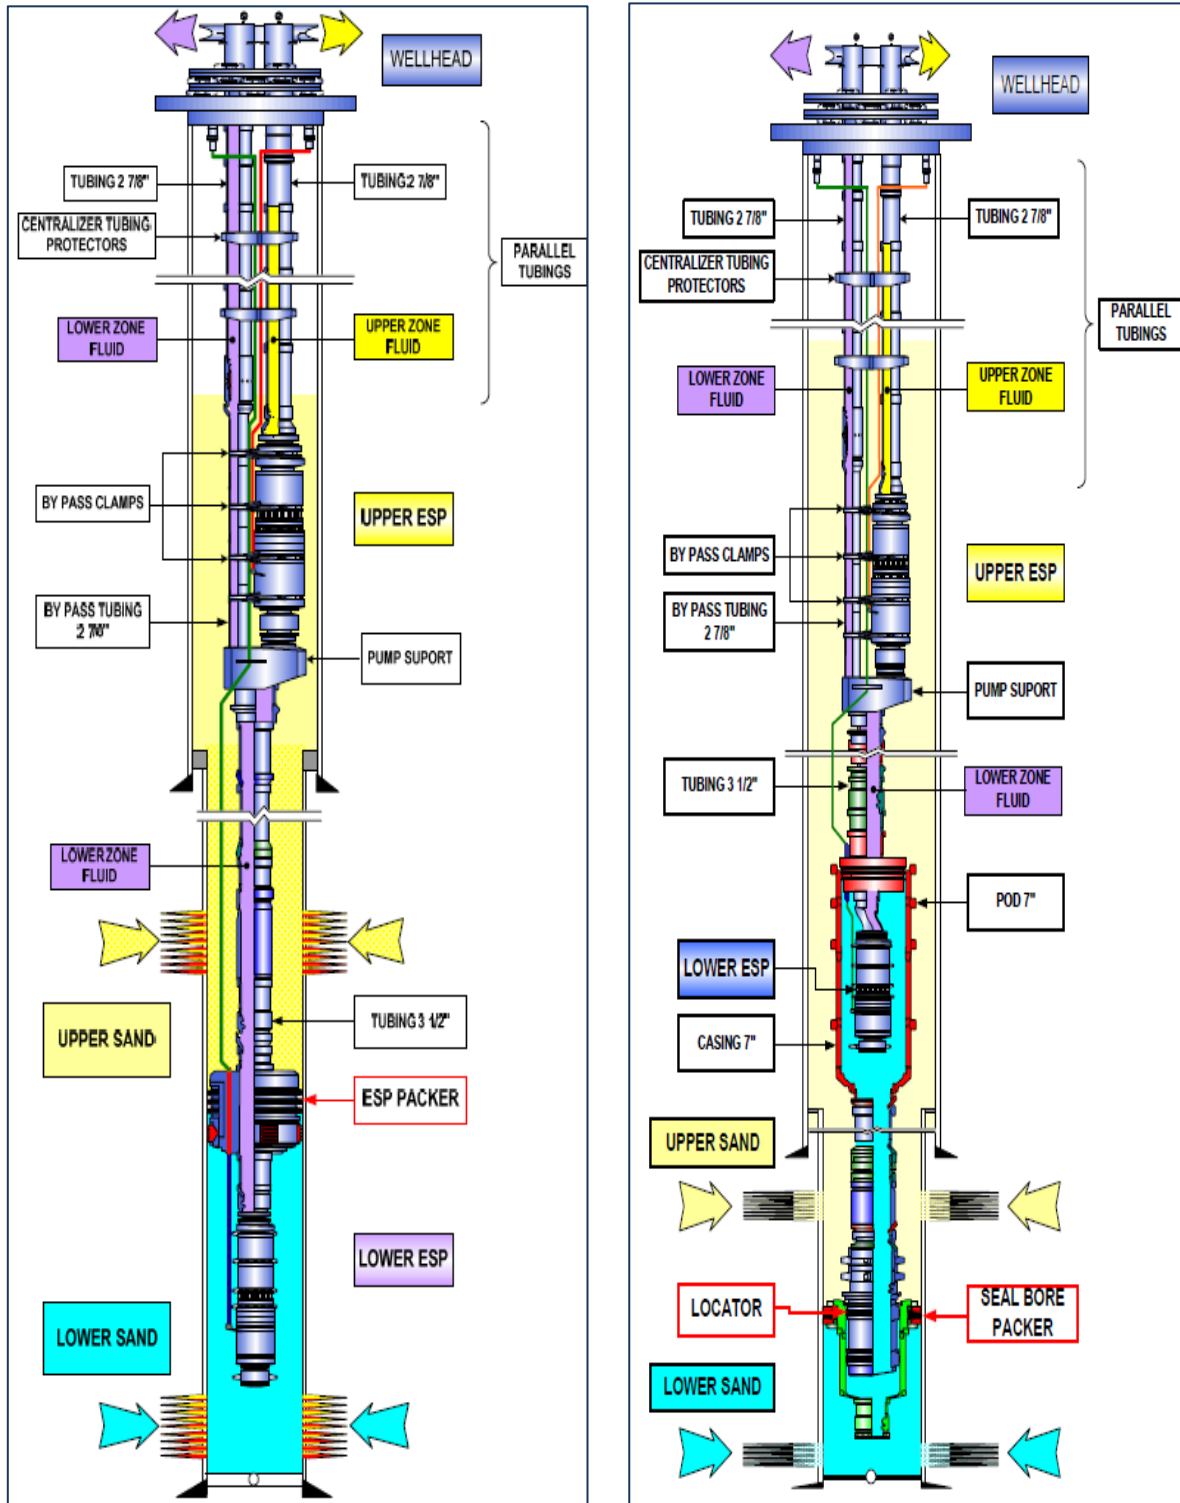 WELLHEAD
TUBING 2 7/8"
TUBING 2 7/8"
CENTRALIZER TUBING
PROTECTORS
PARALLEL
TUBINGS
LOWER ZONE
FLUID
UPPER ZONE
FLUID
BY PASS CLAMPS
UPPER ESP
BY PASS TUBING
2 7/8"
PUMP SUPORT
LOWER ZONE
FLUID
UPPER SAND
TUBING 3 1/2"
ESP PACKER
LOWER ESP
LOWER SAND
WELLHEAD
TUBING 2 7/8"
TUBING 2 7/8"
CENTRALIZER TUBING
PROTECTORS
PARALLEL
TUBINGS
LOWER ZONE
FLUID
UPPER ZONE
FLUID
BY PASS CLAMPS
UPPER ESP
BY PASS TUBING
2 7/8"
PUMP SUPORT
TUBING 3 1/2"
LOWER ZONE
FLUID
POD 7"
LOWER ESP
CASING 7"
UPPER SAND
LOCATOR
SEAL BORE
PACKER
LOWER SAND